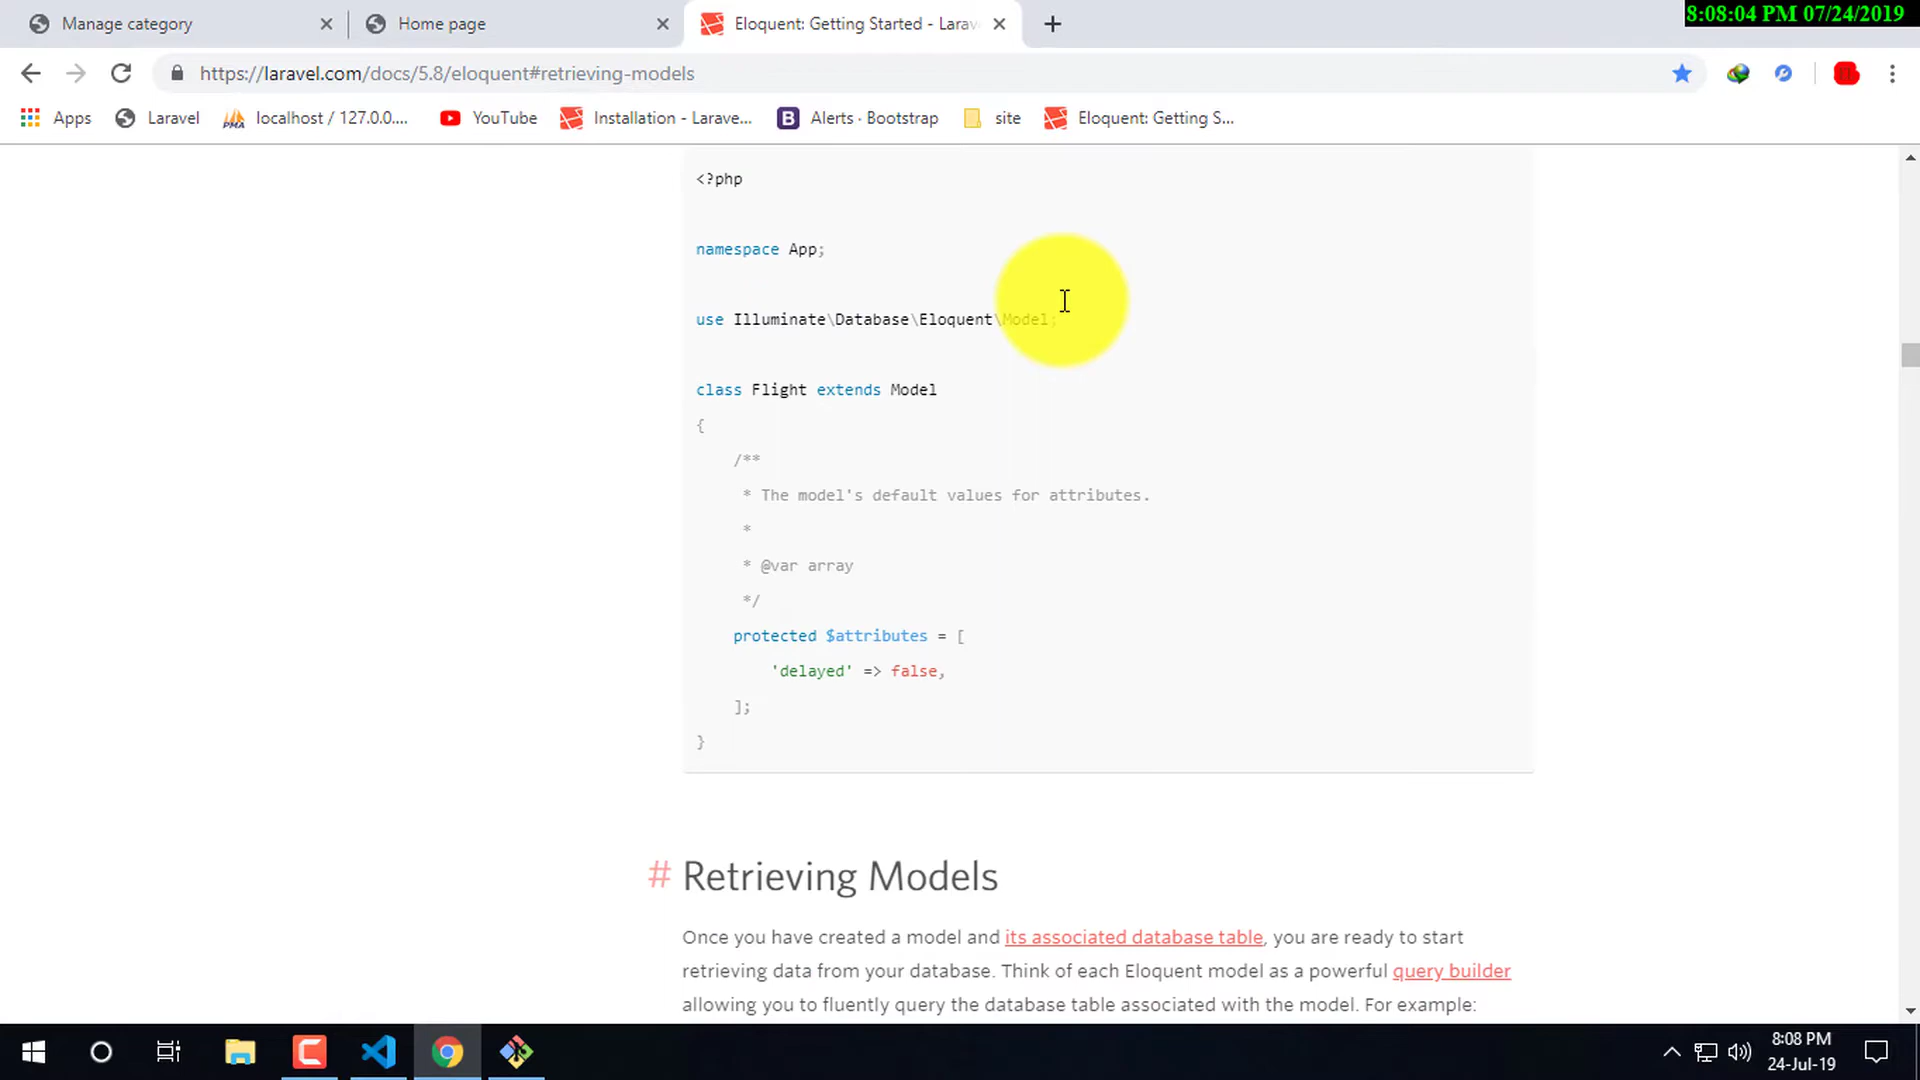 Manage category
Home page
Eloquent: Getting Started - Larav
8:08:04 PM 07/24/2019
https://laravel.com/docs/5.8/eloquent#retrieving-models
Apps
Laravel
PMA
localhost / 127.0.0....
YouTube
Installation - Larave...
B
Alerts · Bootstrap
site
Eloquent: Getting S...
<?php
namespace App;
use Illuminate\Database\Eloquent\Model;
class Flight extends Model
{
/**
* The model's default values for attributes.
*
* @var array
*/
protected $attributes = [
'delayed' => false,
];
}
# Retrieving Models
Once you have created a model and its associated database table, you are ready to start
retrieving data from your database. Think of each Eloquent model as a powerful query builder
allowing you to fluently query the database table associated with the model. For example:
8:08 PM
24-Jul-19